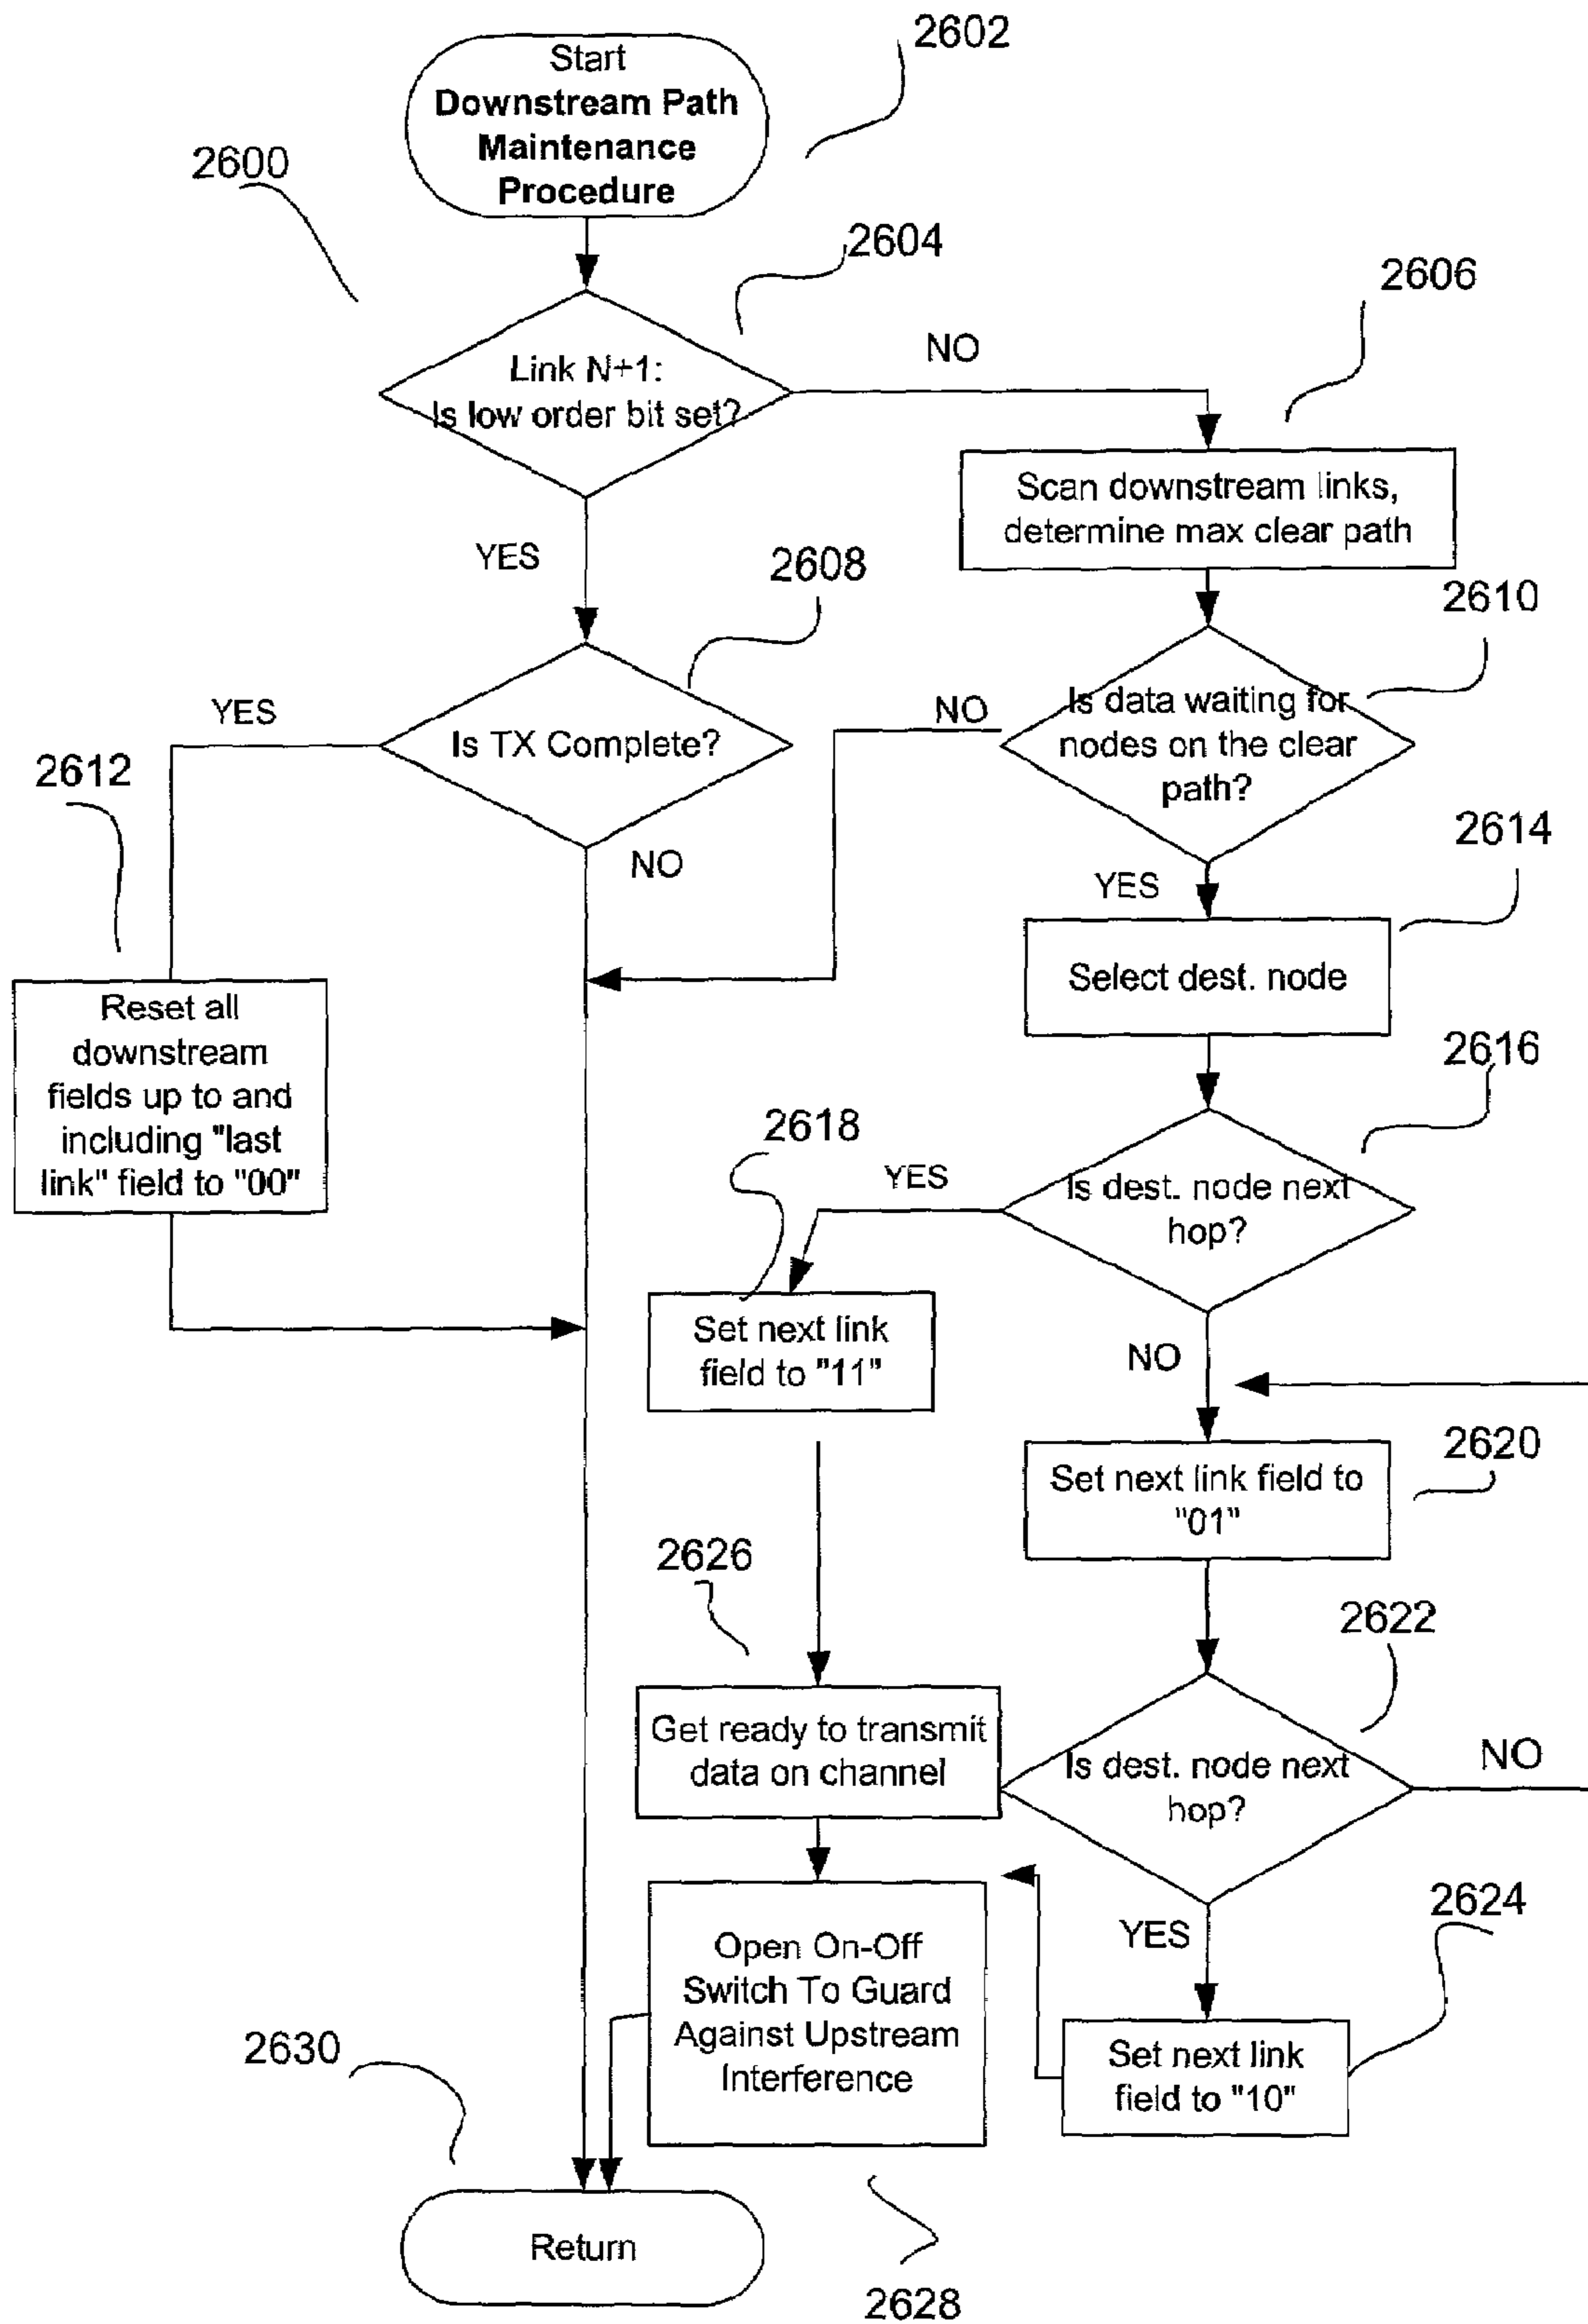 2602
Start
Downstream Path
Maintenance
Procedure
2600
2604
Link N+1:
Is low order bit set?
NO
2606
Scan downstream links,
determine max clear path
YES
2608
2610
Is data waiting for
nodes on the clear
path?
NO
YES
Is TX Complete?
2612
NO
2614
YES
Select dest. node
Reset all
downstream
fields up to and
including "last
link" field to "00"
2616
2618
YES
Is dest. node next
hop?
Set next link
field to "11"
NO
2620
Set next link field to
"01"
2626
2622
Get ready to transmit
data on channel
Is dest. node next
hop?
NO
2624
YES
Open On-Off
Switch To Guard
Against Upstream
Interference
2630
Set next link
field to "10"
Return
2628